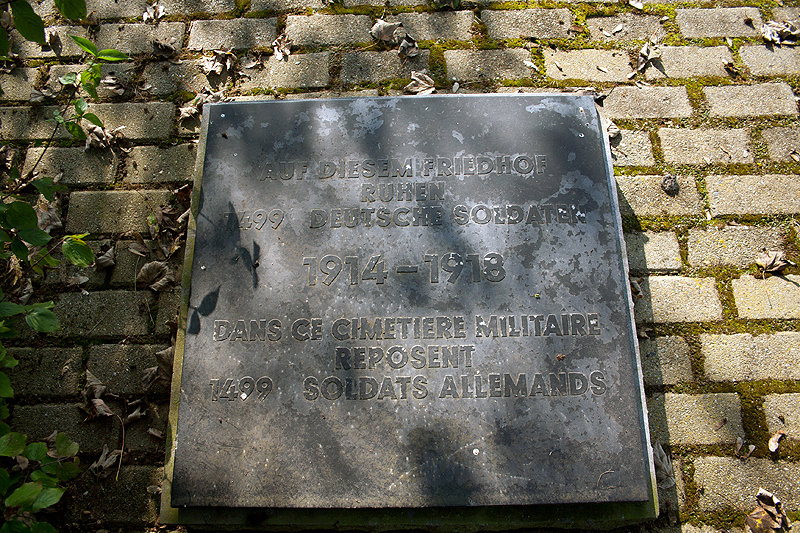 AUF DIESEM FRIEDHOF
RUHEN
1499 DEUTSCHE SOLDATEN
1914 – 1918
DANS CE CIMETIERE MILITAIRE
REPOSENT
1499 SOLDATS ALLEMANDS